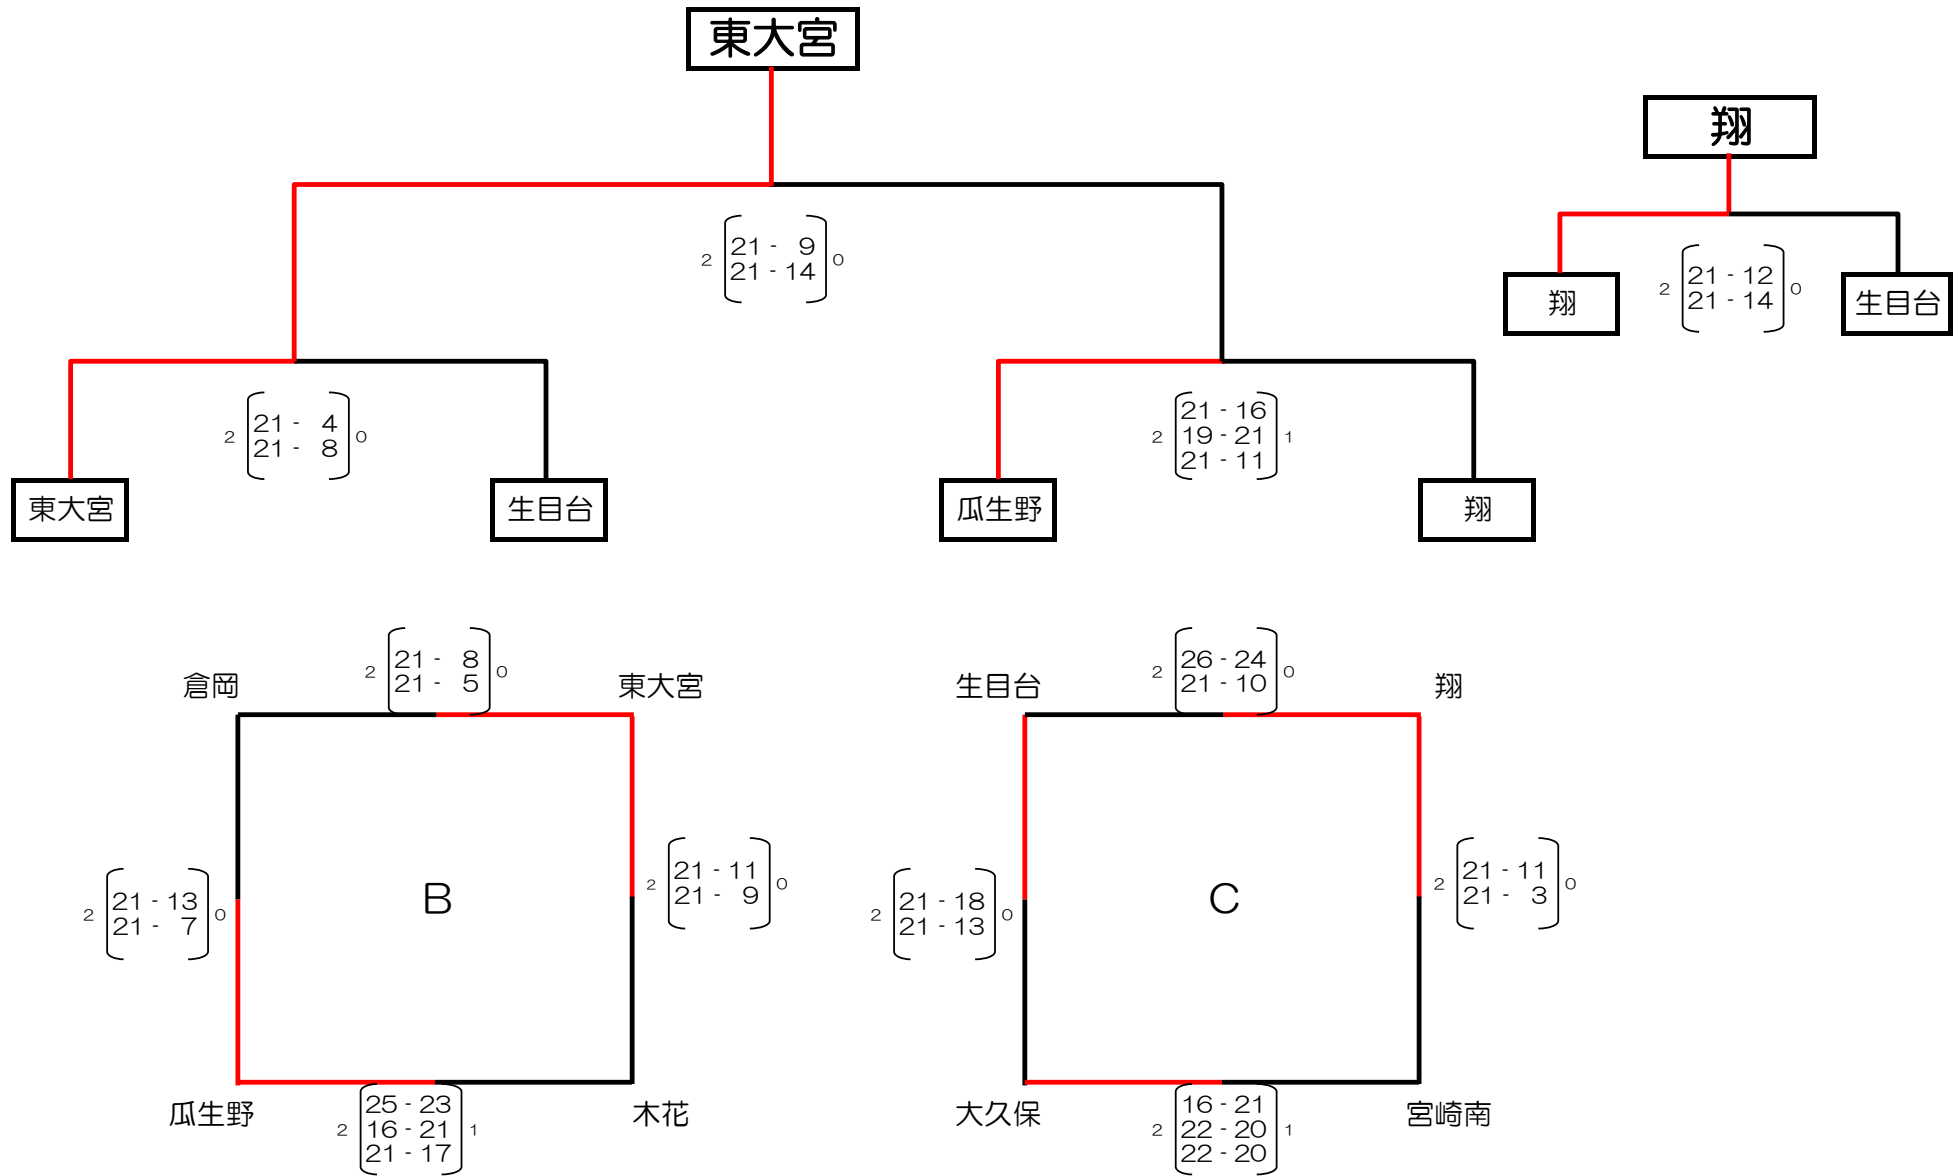 東大宮
翔
2 21 - 9 0
21 - 14
翔
2 21 - 12 0
21 - 14
生目台
2 21 - 4 0
21 - 8
21 - 16
2 19 - 21 1
21 - 11
東大宮
生目台
瓜生野
翔
倉岡
2 21 - 8 0
21 - 5
東大宮
生目台
2 26 - 24 0
21 - 10
翔
2 21 - 13 0
21 - 7
B
2 21 - 11 0
21 - 9
2 21 - 18 0
21 - 13
C
2 21 - 11 0
21 - 3
瓜生野
25 - 23
2 16 - 21 1
21 - 17
木花
大久保
16 - 21
2 22 - 20 1
22 - 20
宮崎南